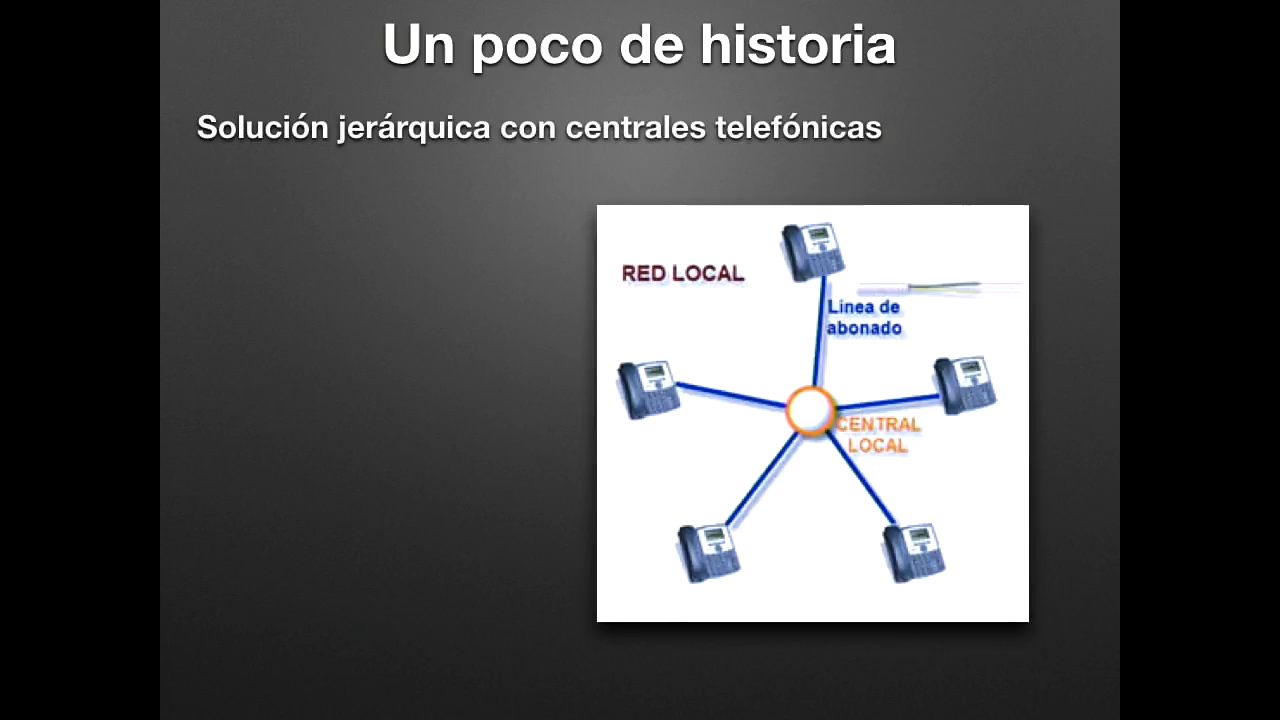 Un poco de historia
Solución jerárquica con centrales telefónicas
RED LOCAL
Línea de
abonado
CENTRAL
LOCAL